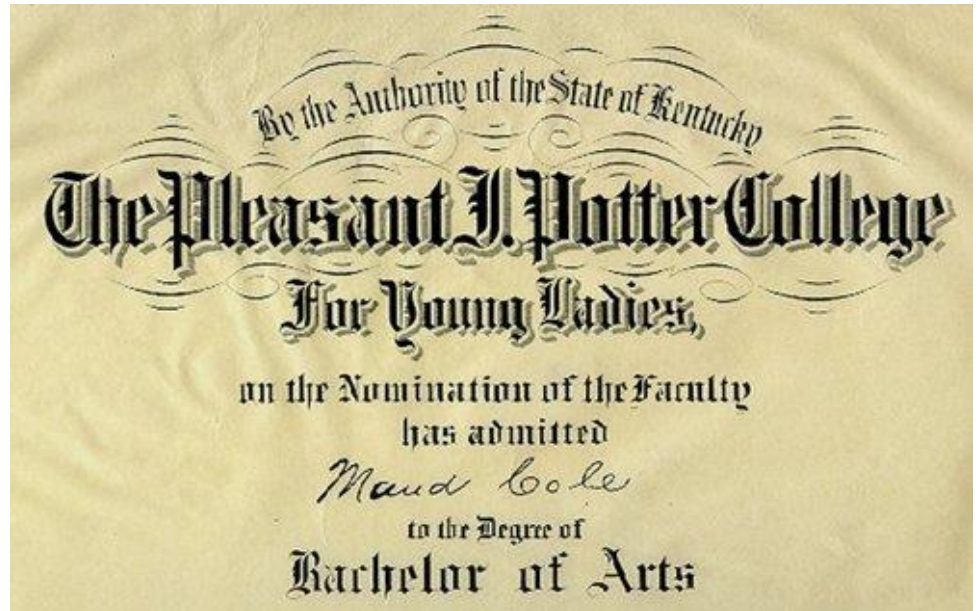 By the Authority of the State of Kentucky
The Pleasant J. Potter College
For Young Ladies,
on the Nomination of the Faculty
has admitted
Maud Cole
to the Degree of
Bachelor of Arts